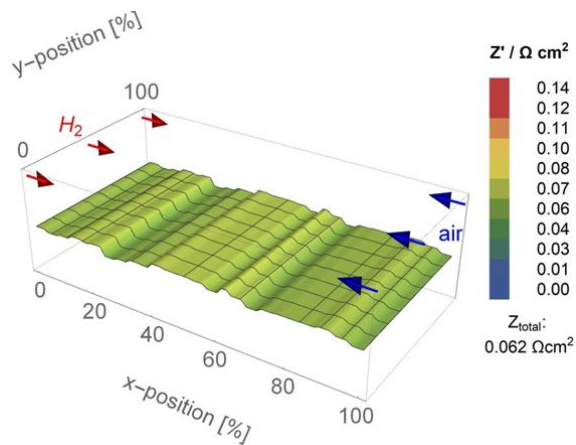 Z' / Ω cm²
y–position [%]
100
0
H₂
air
0
20
40
60
80
100
x–position [%]
0.14
0.12
0.11
0.10
0.08
0.07
0.06
0.04
0.03
0.01
0.00
Z_total:
0.062 Ωcm²